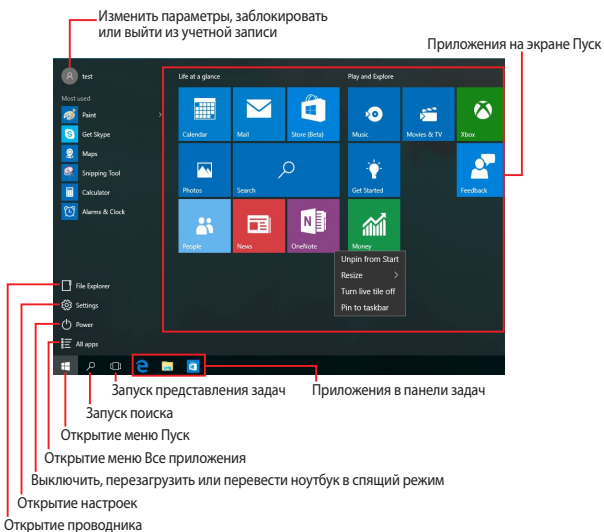 Изменить параметры, заблокировать
или выйти из учетной записи
Приложения на экране Пуск
test
Life at a glance
Play and Explore
Most used
Paint
Get Skype
Maps
Snipping Tool
Calculator
Alarms & Clock
Calendar
Mail
Store (Beta)
Music
Movies & TV
Xbox
Photos
Search
Get Started
Feedback
People
News
OneNote
Money
Unpin from Start
Resize
Turn live tile off
Pin to taskbar
File Explorer
Settings
Power
All apps
Запуск представления задач
Приложения в панели задач
Запуск поиска
Открытие меню Пуск
Открытие меню Все приложения
Выключить, перезагрузить или перевести ноутбук в спящий режим
Открытие настроек
Открытие проводника